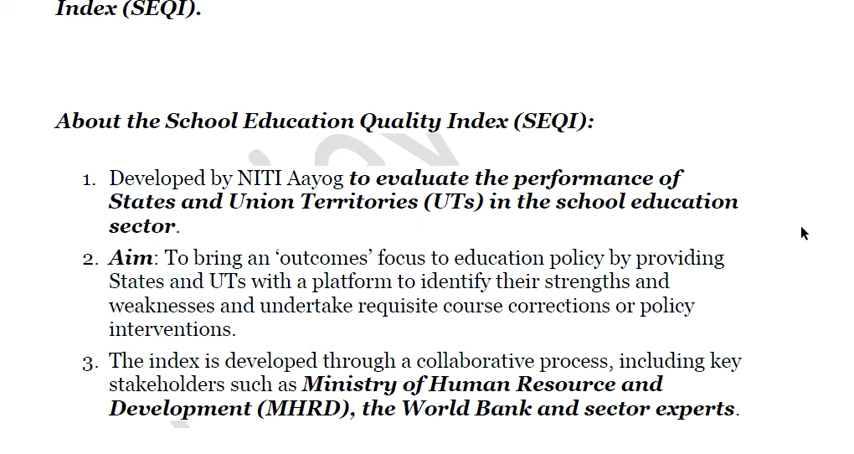 Index (SEQI).
About the School Education Quality Index (SEQI):
1. Developed by NITI Aayog to evaluate the performance of
States and Union Territories (UTs) in the school education
sector.
2. Aim: To bring an ‘outcomes’ focus to education policy by providing
States and UTs with a platform to identify their strengths and
weaknesses and undertake requisite course corrections or policy
interventions.
3. The index is developed through a collaborative process, including key
stakeholders such as Ministry of Human Resource and
Development (MHRD), the World Bank and sector experts.